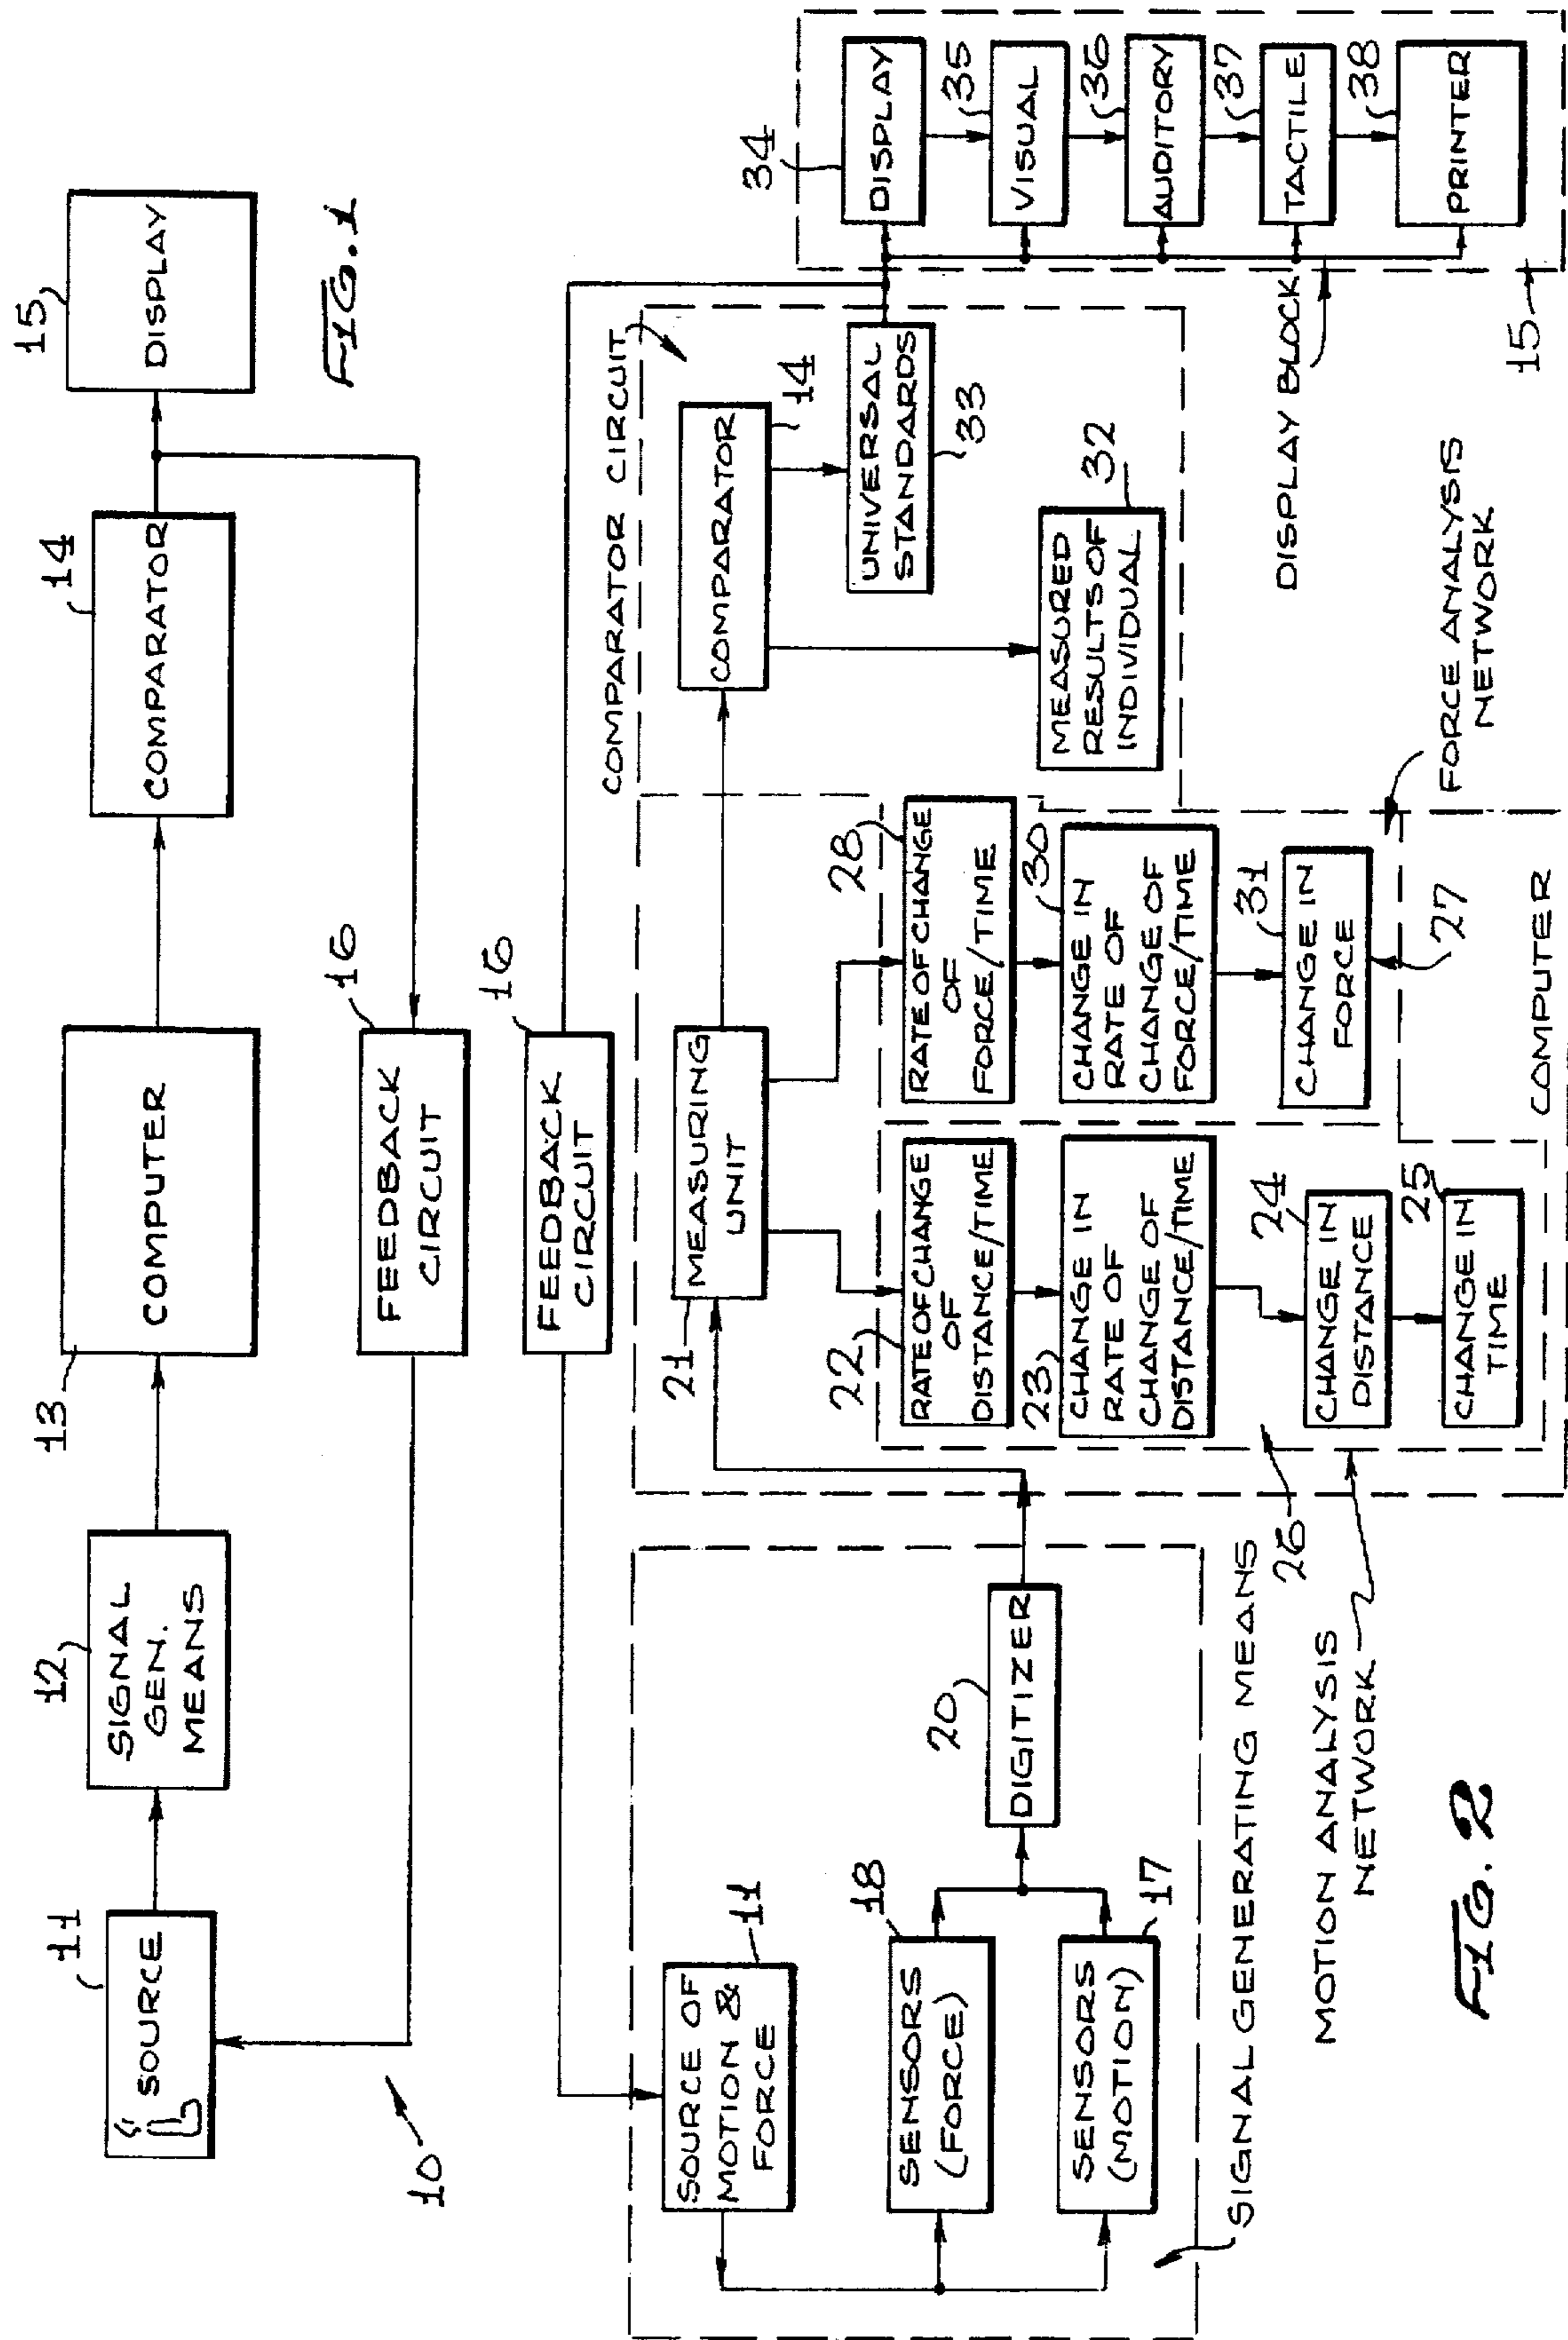 11
SOURCE
12
SIGNAL
GEN.
MEANS
13
COMPUTER
14
COMPARATOR
15
DISPLAY
16
FEEDBACK
CIRCUIT
10
FIG. 1
16
FEEDBACK
CIRCUIT
SOURCE OF
MOTION &
FORCE
11
SENSORS
(FORCE)
18
SENSORS
(MOTION)
17
20
DIGITIZER
SIGNAL GENERATING MEANS
21
MEASURING
UNIT
22
RATE OF CHANGE
OF
DISTANCE/TIME
23
CHANGE IN
RATE OF
CHANGE OF
DISTANCE/TIME
24
CHANGE IN
DISTANCE
25
CHANGE IN
TIME
26
MOTION ANALYSIS
NETWORK
28
RATE OF CHANGE
OF
FORCE/TIME
30
CHANGE IN
RATE OF
CHANGE OF
FORCE/TIME
31
CHANGE IN
FORCE
27
COMPUTER
FORCE ANALYSIS
NETWORK
COMPARATOR CIRCUIT
COMPARATOR
14
UNIVERSAL
STANDARDS
33
MEASURED
RESULTS OF
INDIVIDUAL
32
34
DISPLAY
35
VISUAL
36
AUDITORY
37
TACTILE
38
PRINTER
DISPLAY BLOCK
15
FIG. 2